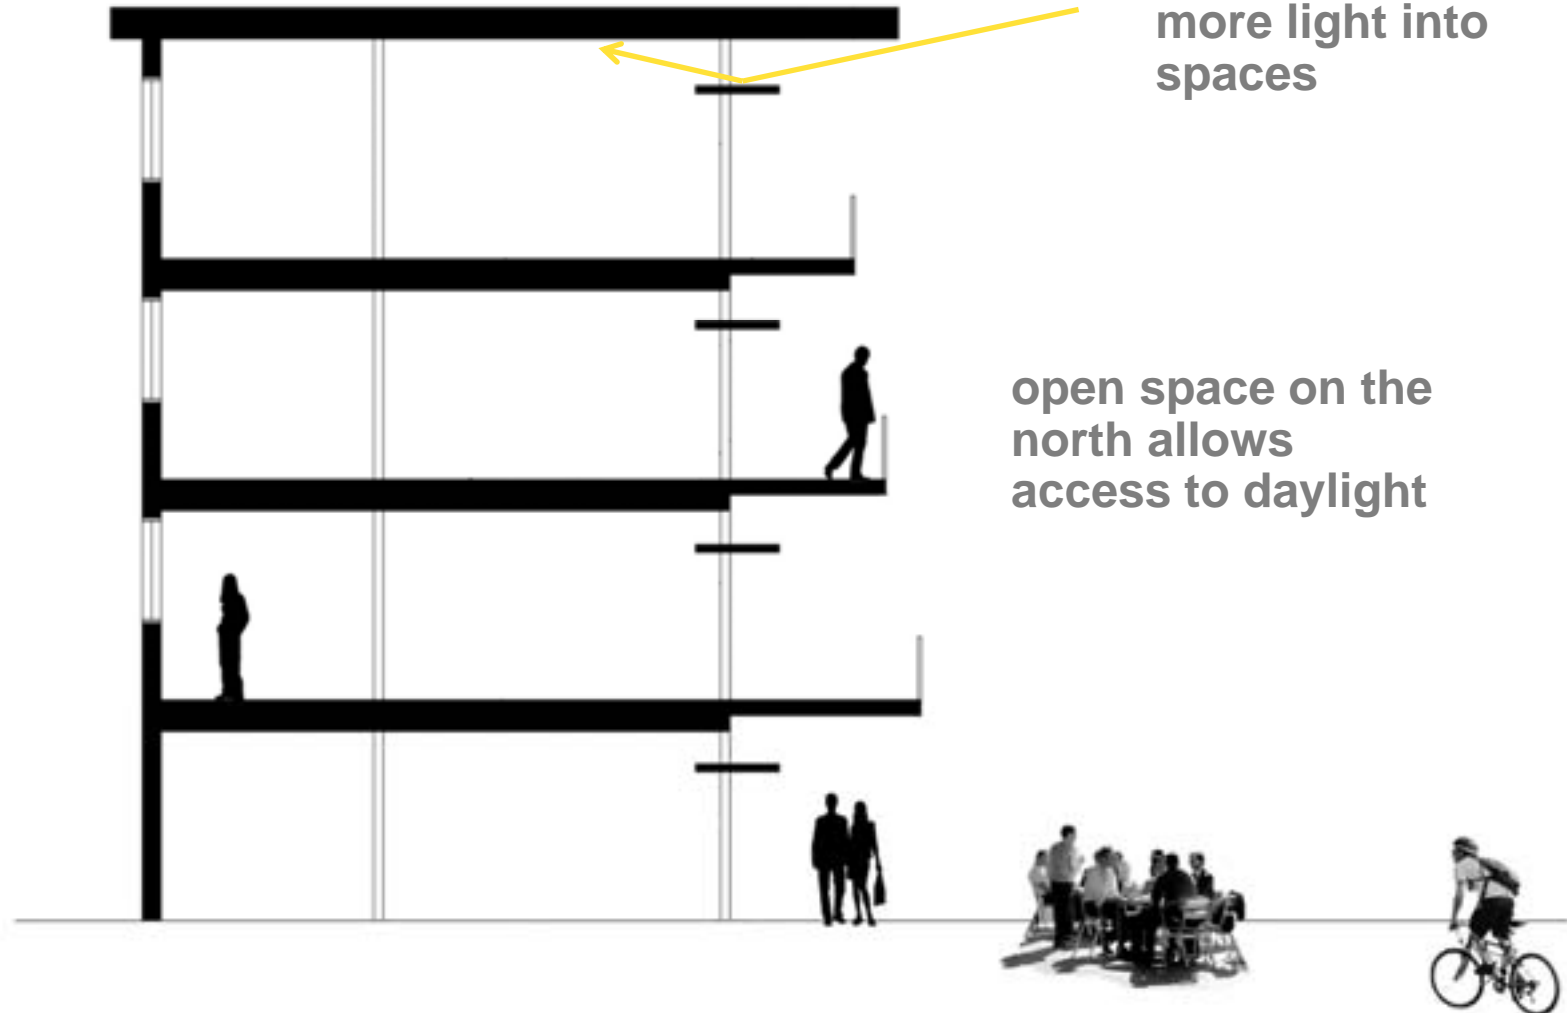 more light into
spaces
open space on the
north allows
access to daylight